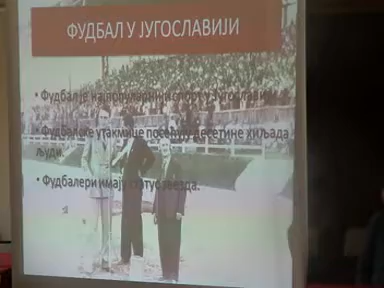 ФУДБАЛ У ЈУГОСЛАВИЈИ
• Фудбал је најпопуларнији спорт у Југославији.
• Фудбалске утакмице посећују десетине хиљада
људи.
• Фудбалери имају статус звезда.